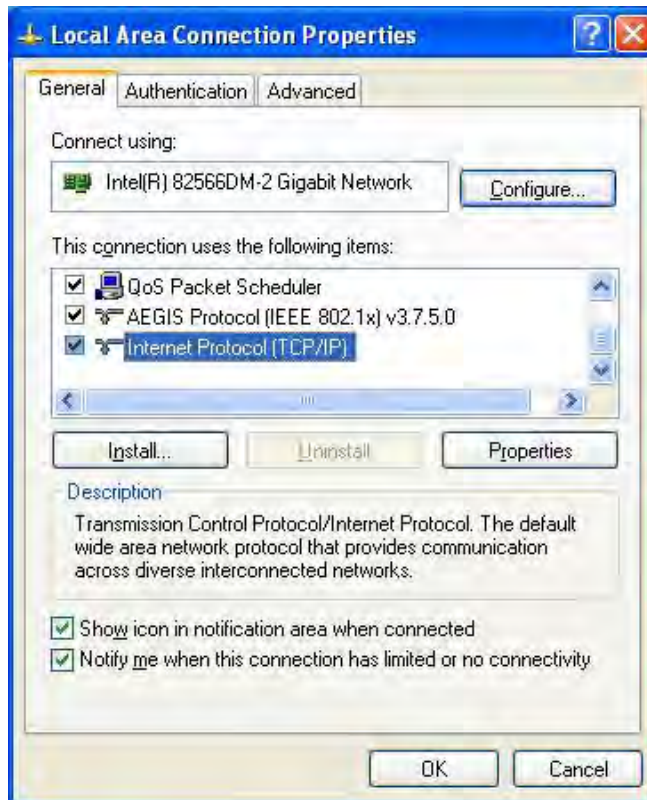 Local Area Connection Properties
General Authentication Advanced
Connect using:
Intel(R) 82566DM-2 Gigabit Network
Configure...
This connection uses the following items:
QoS Packet Scheduler
AEGIS Protocol (IEEE 802.1x) v3.7.5.0
Internet Protocol (TCP/IP)
Install... Uninstall Properties
Description
Transmission Control Protocol/Internet Protocol. The default
wide area network protocol that provides communication
across diverse interconnected networks.
Show icon in notification area when connected
Notify me when this connection has limited or no connectivity
OK Cancel